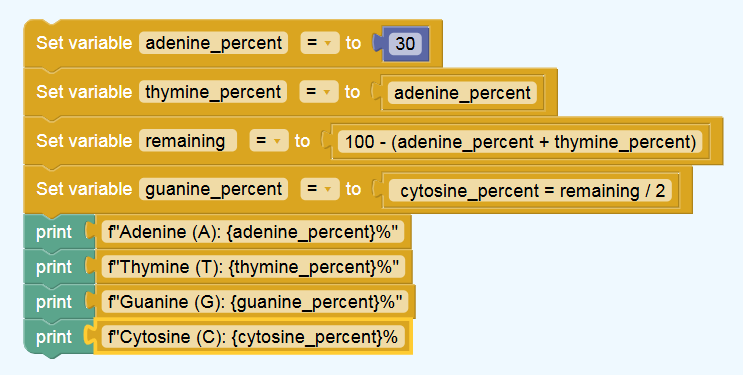 Set variable adenine_percent = to 30
Set variable thymine_percent = to adenine_percent
Set variable remaining = to 100 - (adenine_percent + thymine_percent)
Set variable guanine_percent = to cytosine_percent = remaining / 2
print f"Adenine (A): {adenine_percent}%"
print f"Thymine (T): {thymine_percent}%"
print f"Guanine (G): {guanine_percent}%"
print f"Cytosine (C): {cytosine_percent}%